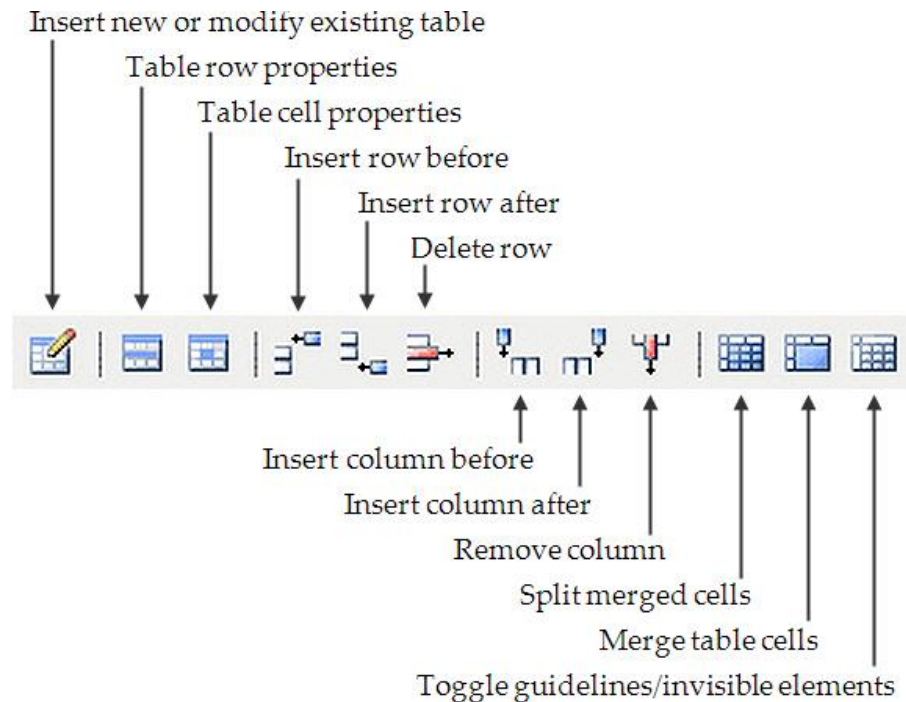 Insert new or modify existing table
Table row properties
Table cell properties
Insert row before
Insert row after
Delete row
Insert column before
Insert column after
Remove column
Split merged cells
Merge table cells
Toggle guidelines/invisible elements